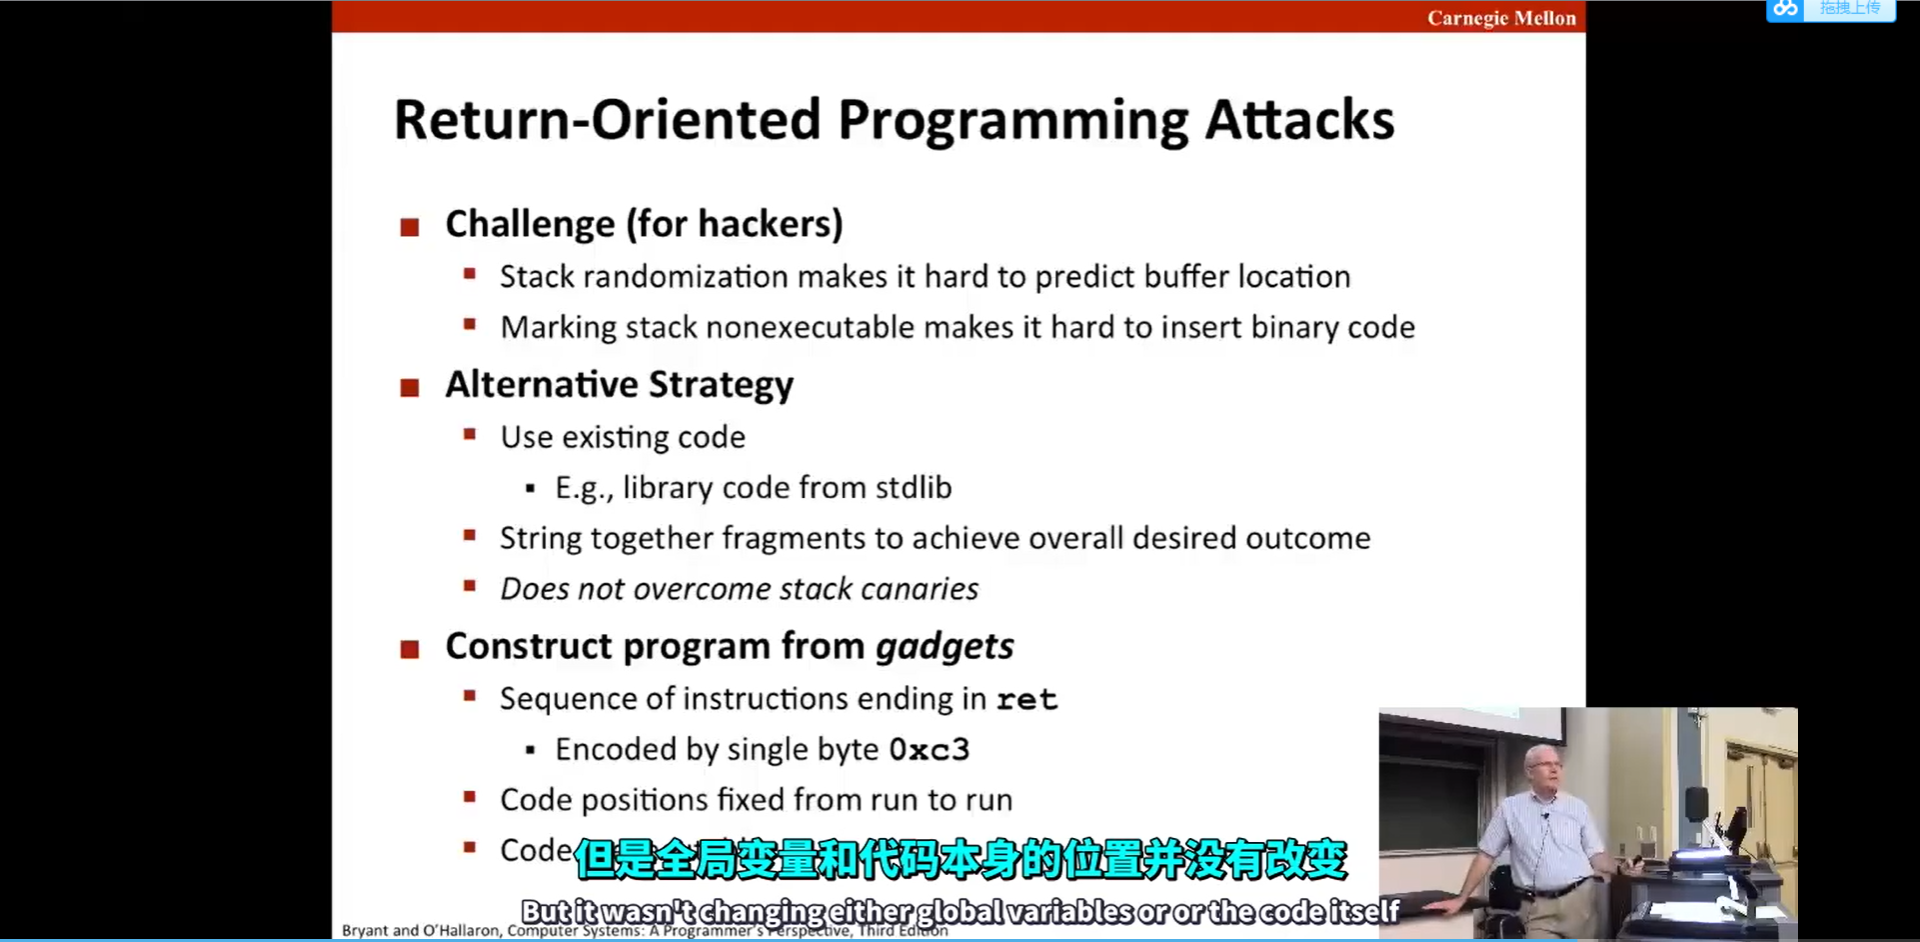 Carnegie Mellon
拖拽上传
Return-Oriented Programming Attacks
Challenge (for hackers)
Stack randomization makes it hard to predict buffer location
Marking stack nonexecutable makes it hard to insert binary code
Alternative Strategy
Use existing code
E.g., library code from stdlib
String together fragments to achieve overall desired outcome
Does not overcome stack canaries
Construct program from gadgets
Sequence of instructions ending in ret
Encoded by single byte 0xc3
Code positions fixed from run to run
Code
但是全局变量和代码本身的位置并没有改变
But it wasn't changing either global variables or or the code itself
Bryant and O'Hallaron, Computer Systems: A Programmer's Perspective, Third Edition